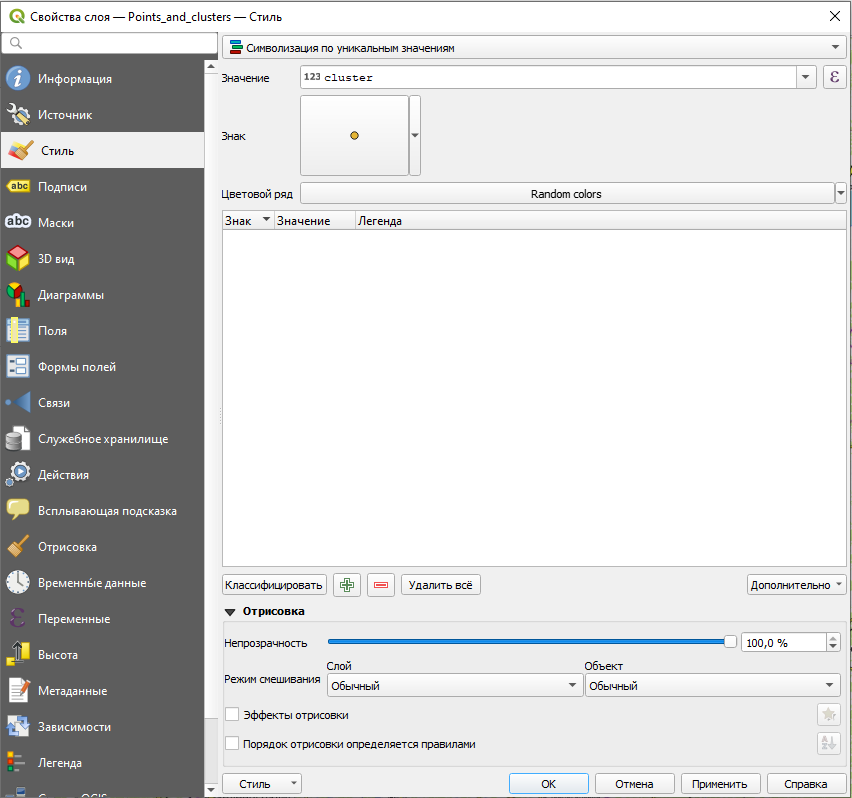 Свойства слоя — Points_and_clusters — Стиль
Информация
Источник
Стиль
abc Подписи
abc Маски
3D вид
Диаграммы
Поля
Формы полей
Связи
Служебное хранилище
Действия
Всплывающая подсказка
Отрисовка
Временны́е данные
Переменные
Высота
Метаданные
Зависимости
Легенда
Символизация по уникальным значениям
Значение 123 cluster ε
Знак
Цветовой ряд Random colors
Знак Значение Легенда
Классифицировать Удалить всё Дополнительно
Отрисовка
Непрозрачность 100,0 %
Слой Объект
Режим смешивания Обычный Обычный
Эффекты отрисовки
Порядок отрисовки определяется правилами
Стиль OK Отмена Применить Справка